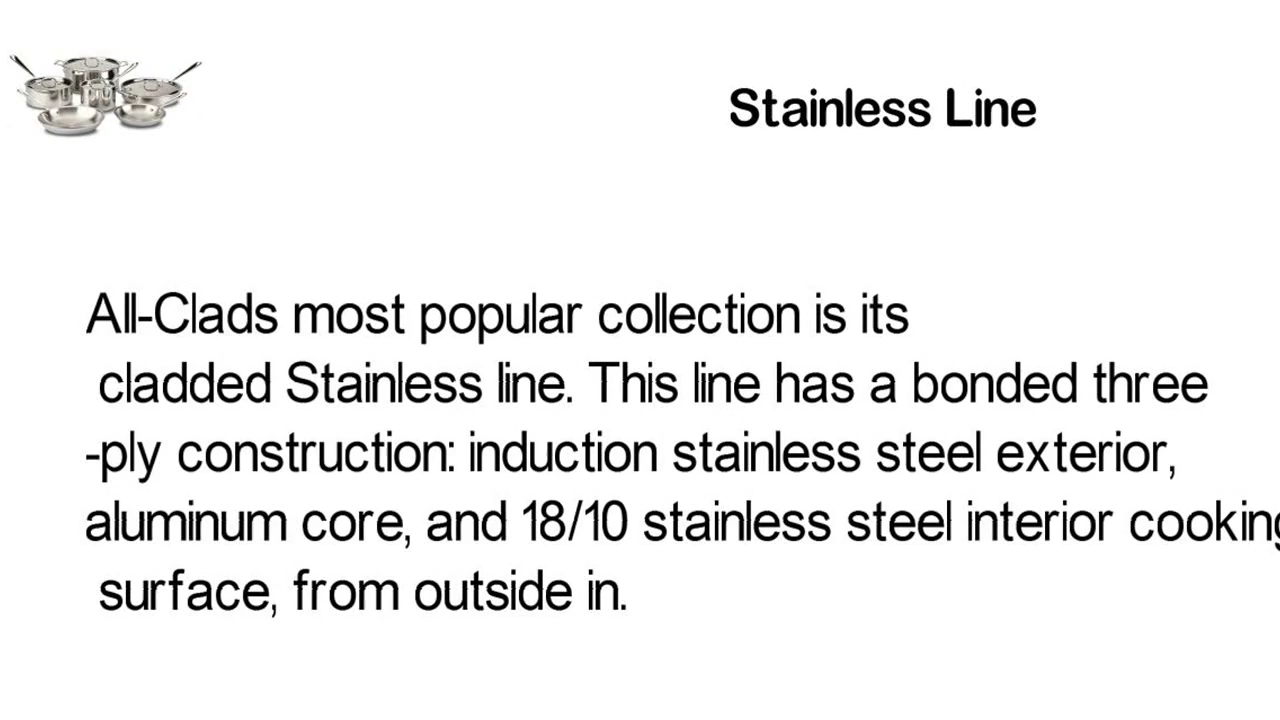 Stainless Line
All-Clads most popular collection is its
cladded Stainless line. This line has a bonded three
-ply construction: induction stainless steel exterior,
aluminum core, and 18/10 stainless steel interior cooking
surface, from outside in.